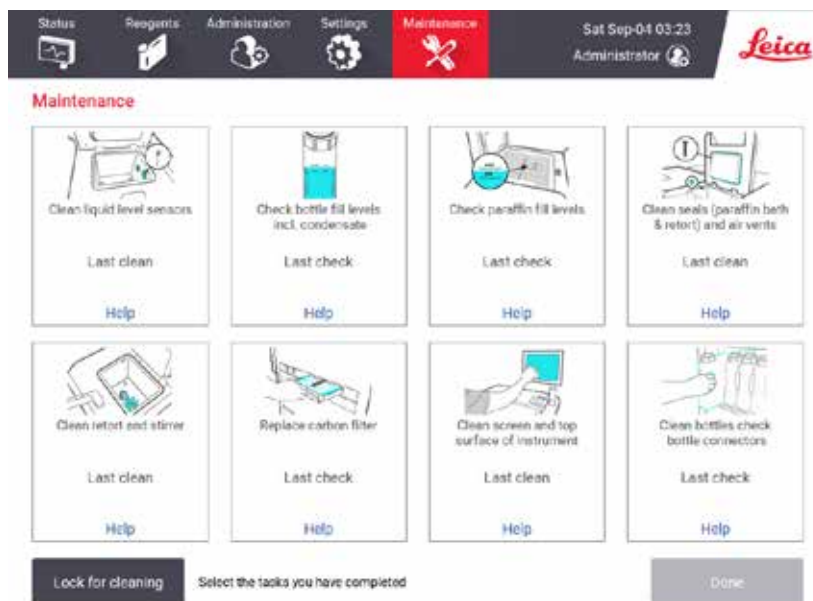 Status Reagents Administration Settings Maintenance
Sat Sep-04 03:23
Administrator
Leica
Maintenance
Clean liquid level sensors
Last clean
Help
Check bottle fill levels
incl. condensate
Last check
Help
Check paraffin fill levels
Last check
Help
Clean seals (paraffin bath
& retort) and air vents
Last clean
Help
Clean retort and stirrer
Last clean
Help
Replace carbon filter
Last check
Help
Clean screen and top
surface of instrument
Last clean
Help
Clean bottles check
bottle connectors
Last check
Help
Lock for cleaning
Select the tasks you have completed
Done